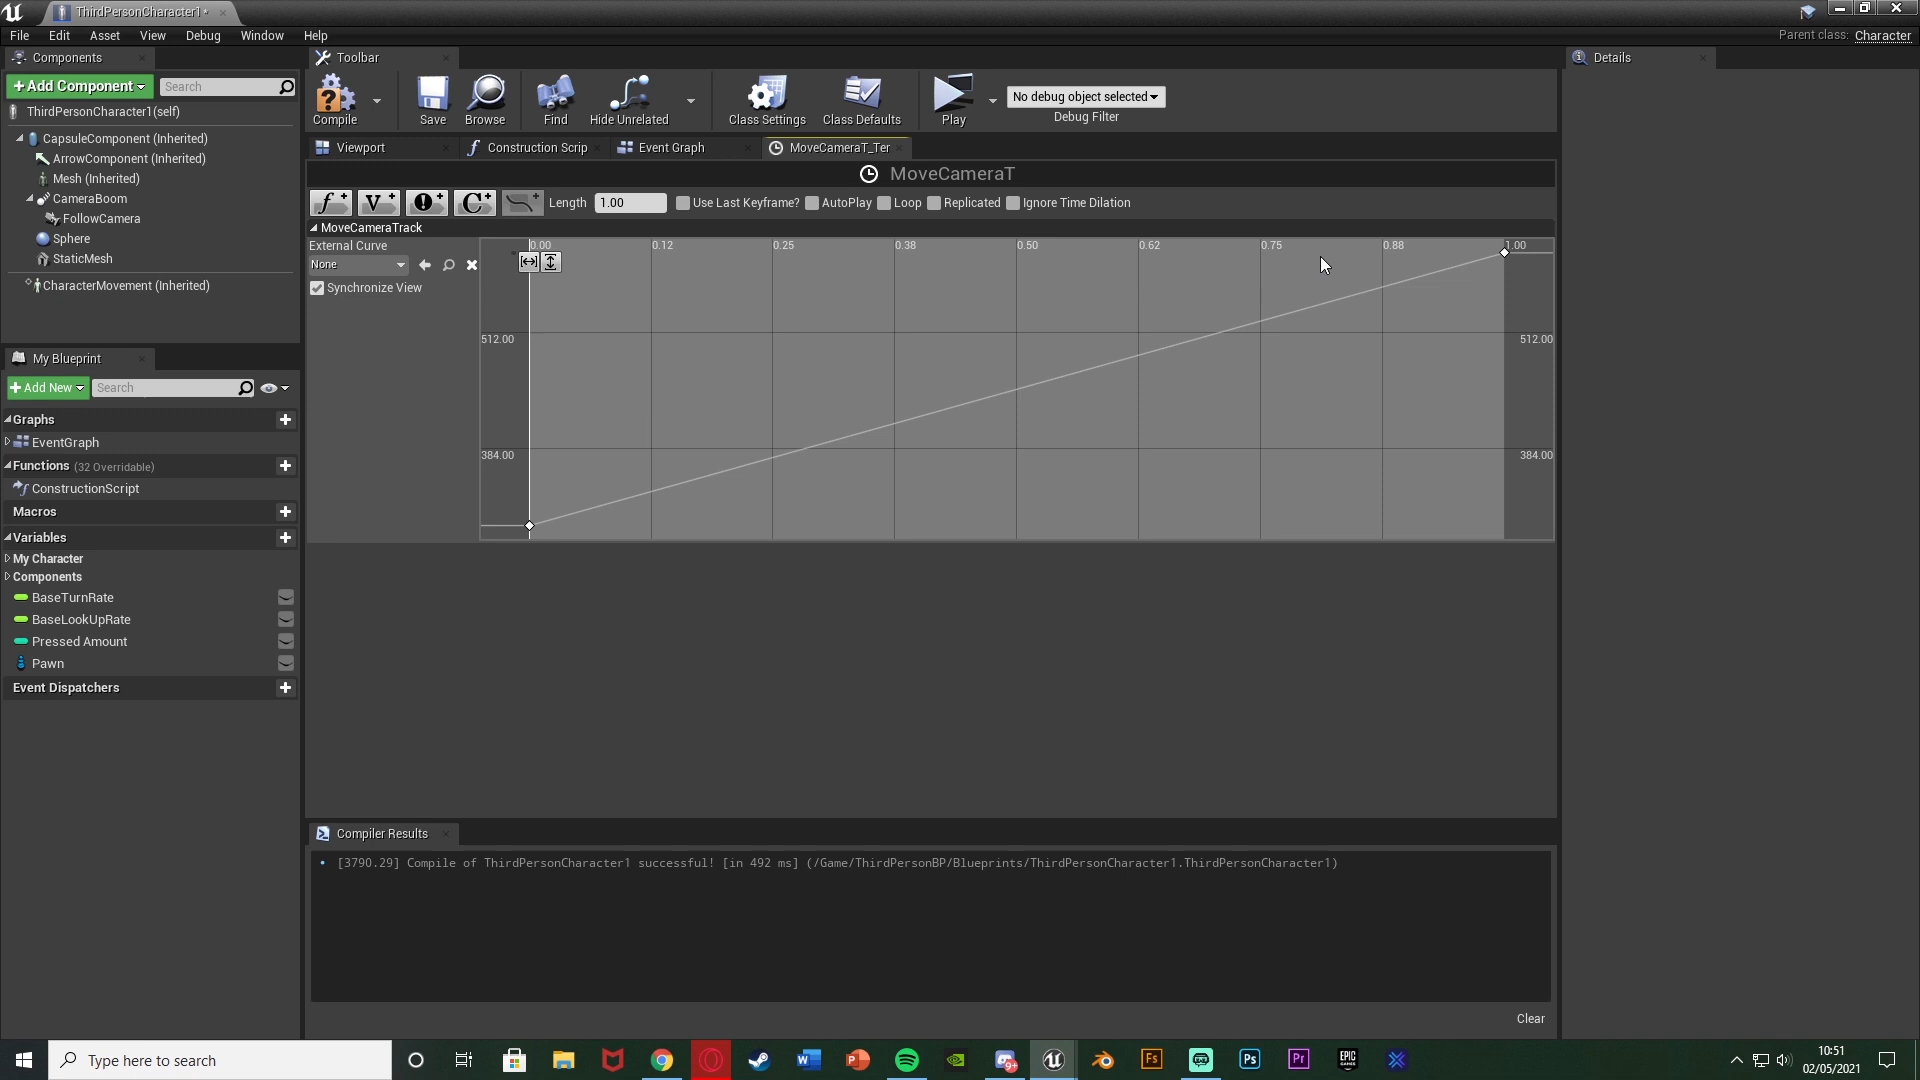 ThirdPersonCharacter1*
File Edit Asset View Debug Window Help
Parent class: Character
Components
Toolbar
Details
+Add Component
Search
ThirdPersonCharacter1(self)
Compile
Save
Browse
Find
Hide Unrelated
Class Settings
Class Defaults
Play
No debug object selected
Debug Filter
CapsuleComponent (Inherited)
ArrowComponent (Inherited)
Mesh (Inherited)
CameraBoom
FollowCamera
Sphere
StaticMesh
CharacterMovement (Inherited)
Viewport
Construction Scrip
Event Graph
MoveCameraT_Ter
MoveCameraT
Length 1.00 Use Last Keyframe? AutoPlay Loop Replicated Ignore Time Dilation
MoveCameraTrack
External Curve
None
Synchronize View
0.00 0.12 0.25 0.38 0.50 0.62 0.75 0.88 1.00
512.00 512.00
384.00 384.00
My Blueprint
+Add New
Search
Graphs
EventGraph
Functions (32 Overridable)
ConstructionScript
Macros
Variables
My Character
Components
BaseTurnRate
BaseLookUpRate
Pressed Amount
Pawn
Event Dispatchers
Compiler Results
[3790.29] Compile of ThirdPersonCharacter1 successful! [in 492 ms] (/Game/ThirdPersonBP/Blueprints/ThirdPersonCharacter1.ThirdPersonCharacter1)
Clear
Type here to search
10:51
02/05/2021